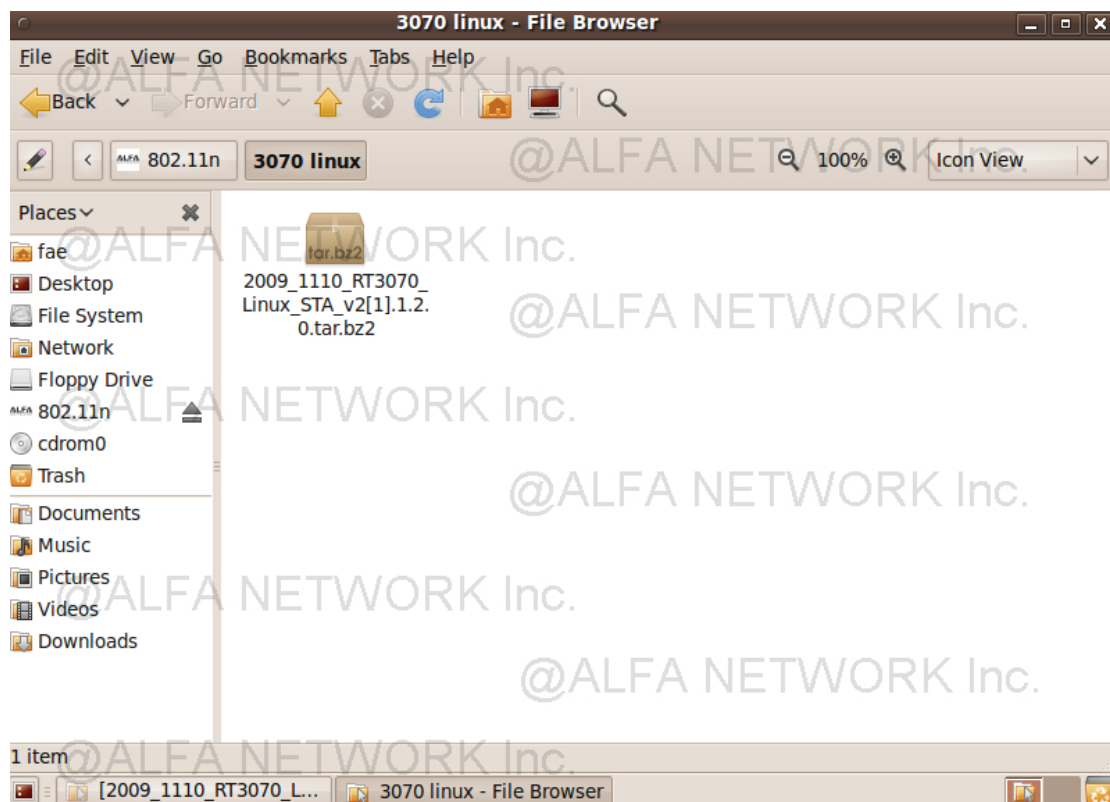 3070 linux - File Browser
File Edit View Go Bookmarks Tabs Help
@ALFA NETWORK Inc.
Back Forward
ALFA 802.11n 3070 linux 100% Icon View
@ALFA NETWORK Inc.
Places
@ALFA NETWORK Inc.
fae
tar.bz2
Desktop
2009_1110_RT3070_
Linux_STA_v2[1].1.2.
0.tar.bz2
File System
@ALFA NETWORK Inc.
Network
Floppy Drive
ALFA 802.11n
@ALFA NETWORK Inc.
cdrom0
Trash
@ALFA NETWORK Inc.
Documents
Music
Pictures
@ALFA NETWORK Inc.
Videos
Downloads
@ALFA NETWORK Inc.
1 item
@ALFA NETWORK Inc.
[2009_1110_RT3070_L... 3070 linux - File Browser